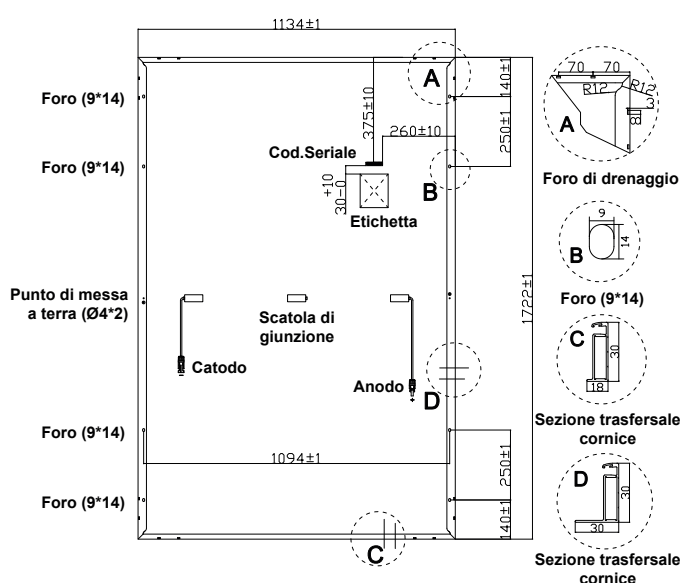 1134±1
A
Foro (9*14)
375±10
140±1
250±1
260±10
Cod.Seriale
Foro (9*14)
B
+10
30-0
Etichetta
Punto di messa
a terra (Ø4*2)
Scatola di
giunzione
1722±1
Catodo
Anodo
D
Foro (9*14)
1094±1
250±1
Foro (9*14)
140±1
C
70
70
R12
R12
3
8
A
Foro di drenaggio
9
14
B
Foro (9*14)
C
30
18
Sezione trasfersale
cornice
D
30
30
Sezione trasfersale
cornice